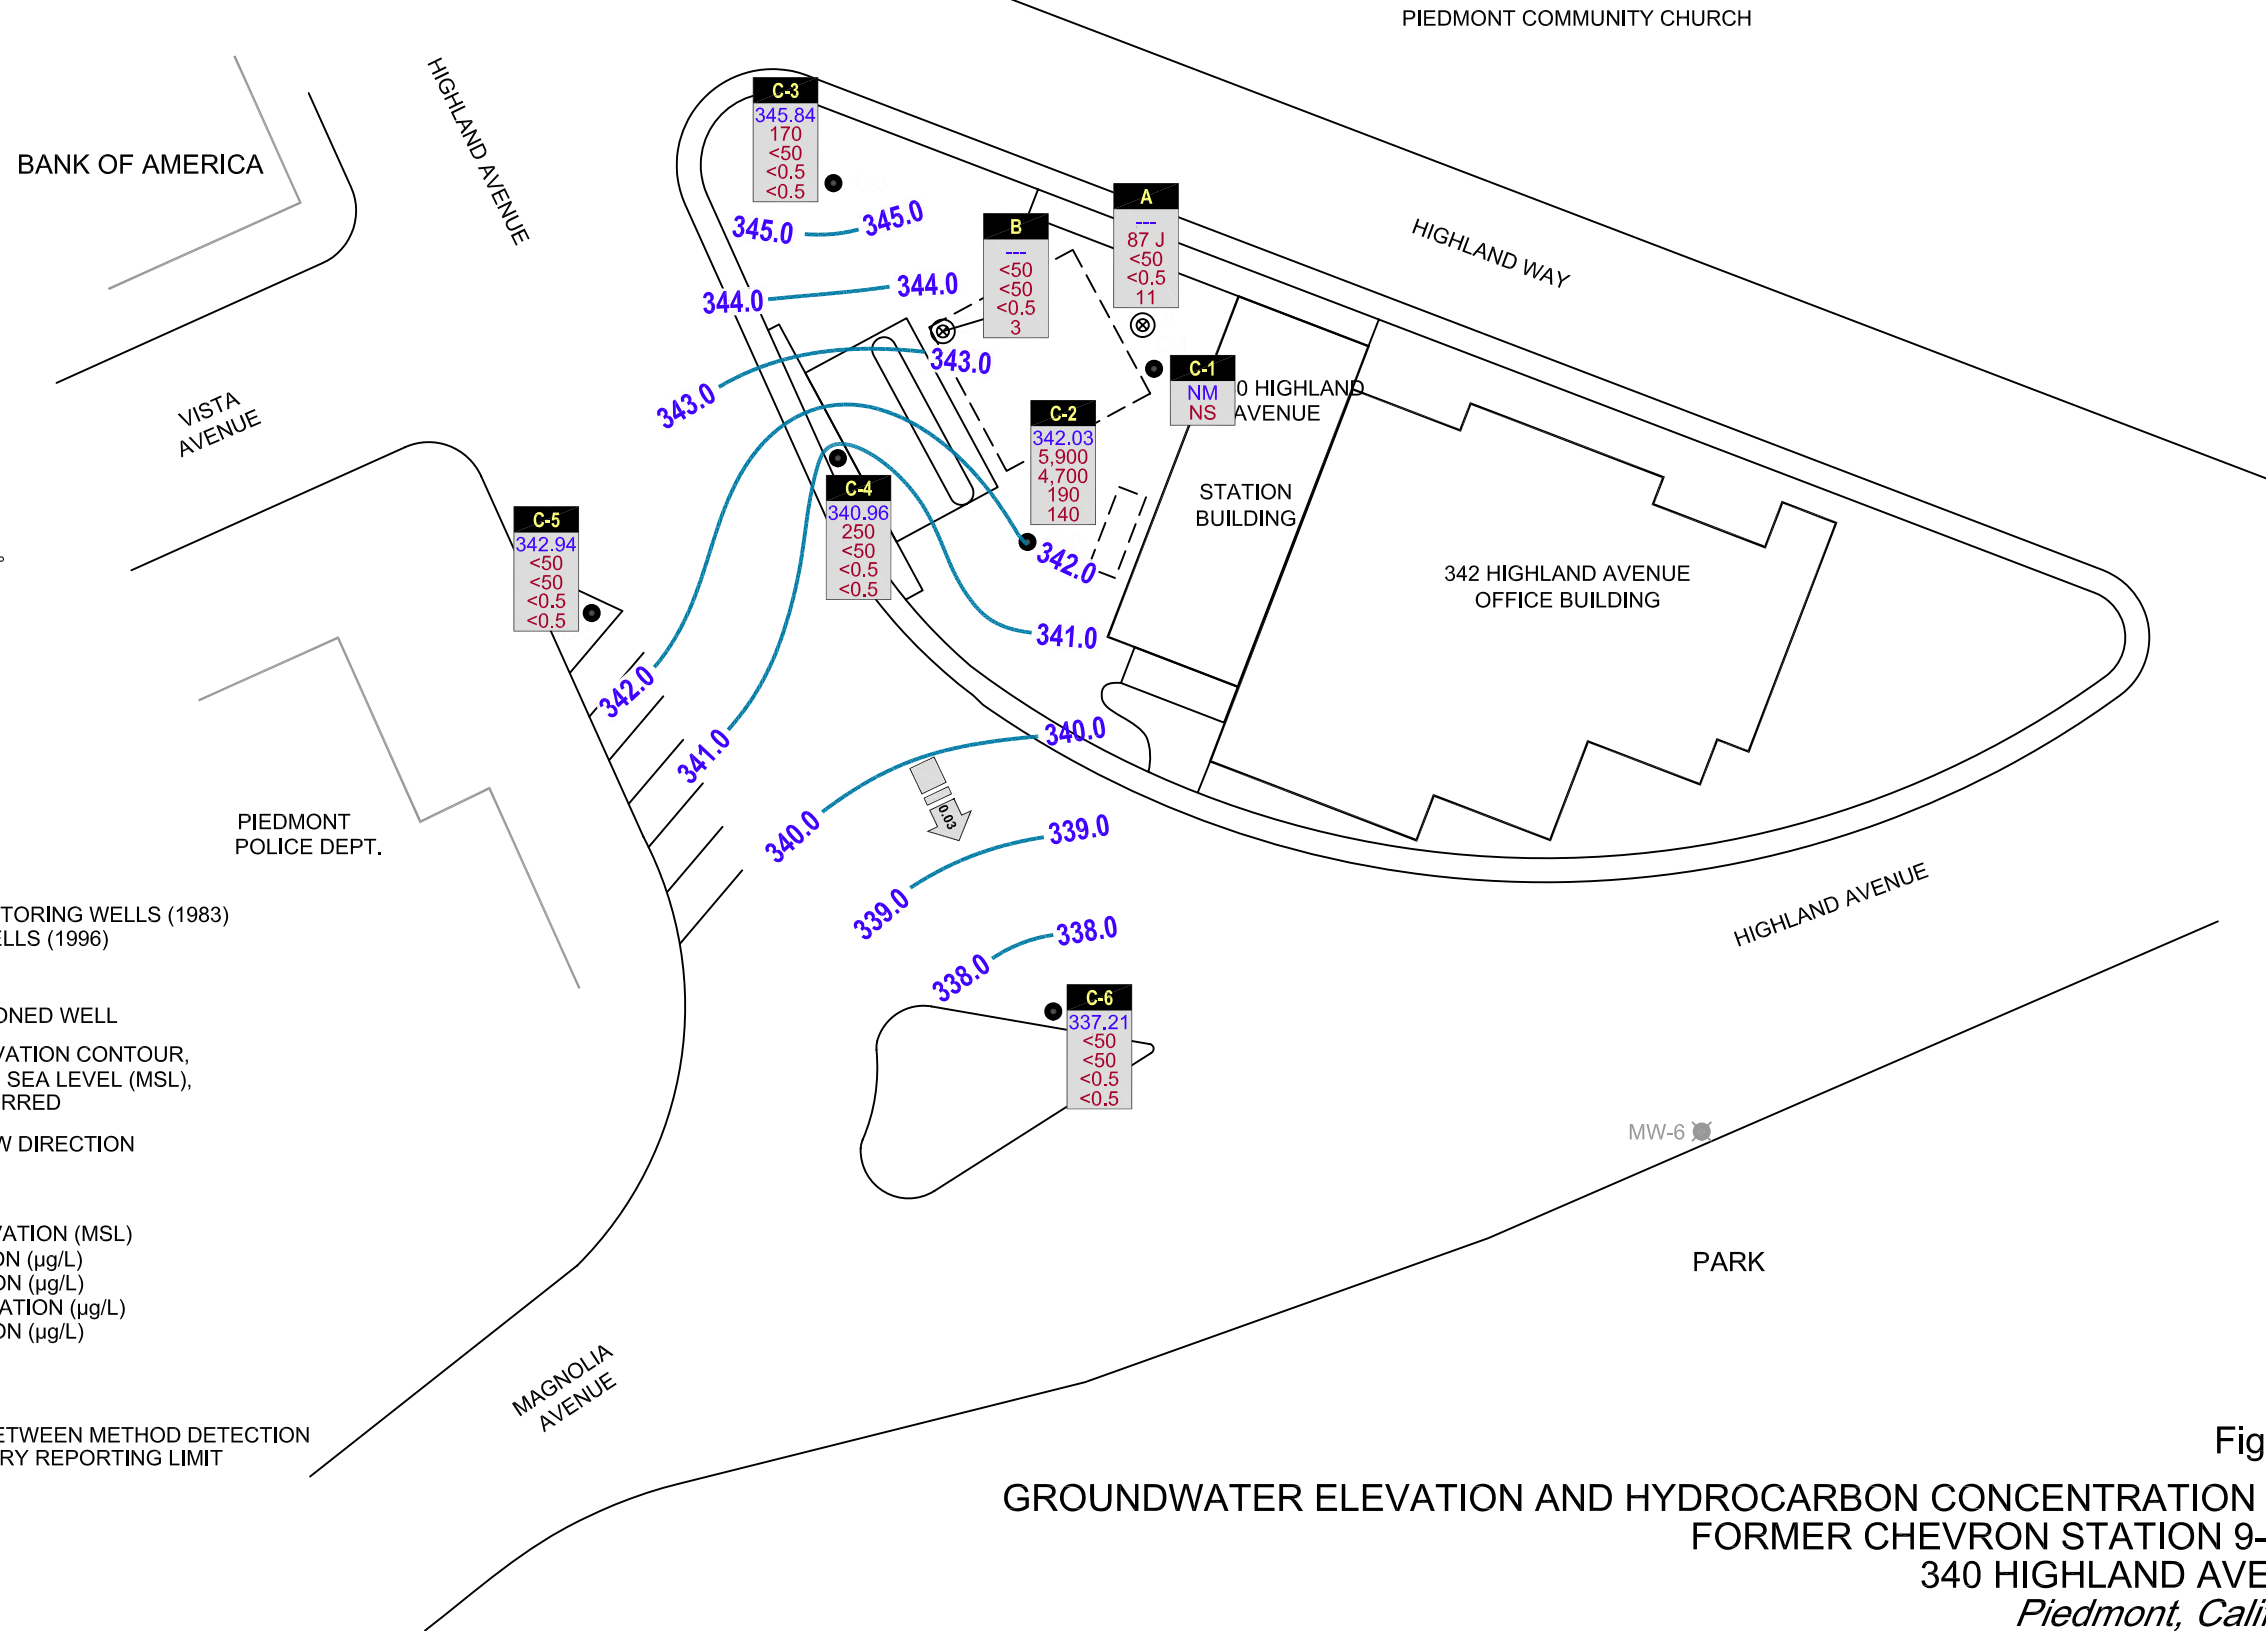 PIEDMONT COMMUNITY CHURCH
HIGHLAND AVENUE
BANK OF AMERICA
C-3
345.84
170
<50
<0.5
<0.5
345.0
345.0
A
---
87 J
<50
<0.5
11
B
---
<50
<50
<0.5
3
HIGHLAND WAY
344.0
344.0
343.0
343.0
C-1
NM
NS
0 HIGHLAND
AVENUE
VISTA
AVENUE
C-2
342.03
5,900
4,700
190
140
C-4
340.96
250
<50
<0.5
<0.5
STATION
BUILDING
C-5
342.94
<50
<50
<0.5
<0.5
342.0
342.0
342 HIGHLAND AVENUE
OFFICE BUILDING
341.0
341.0
340.0
340.0
0.03
PIEDMONT
POLICE DEPT.
339.0
339.0
338.0
338.0
HIGHLAND AVENUE
TORING WELLS (1983)
ELLS (1996)
C-6
337.21
<50
<50
<0.5
<0.5
ONED WELL
VATION CONTOUR,
SEA LEVEL (MSL),
RRED
W DIRECTION
MW-6
VATION (MSL)
ON (µg/L)
ON (µg/L)
ATION (µg/L)
ON (µg/L)
PARK
MAGNOLIA
AVENUE
ETWEEN METHOD DETECTION
RY REPORTING LIMIT
Fig
GROUNDWATER ELEVATION AND HYDROCARBON CONCENTRATION
FORMER CHEVRON STATION 9-
340 HIGHLAND AVE
Piedmont, Cali